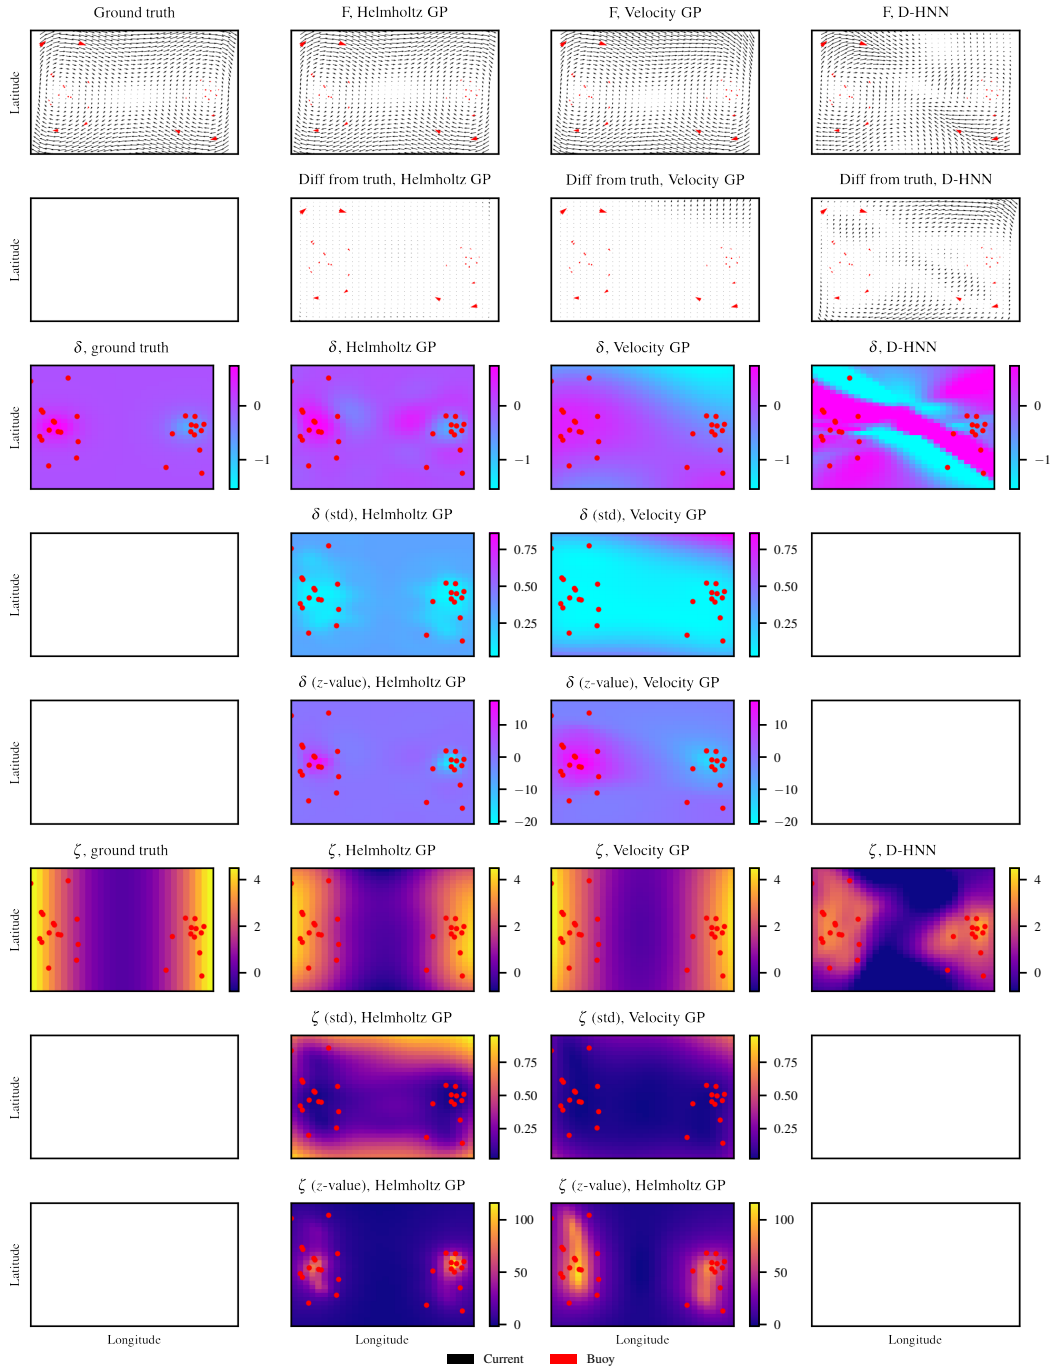 Ground truth
F, Helmholtz GP
F, Velocity GP
F, D-HNN
Latitude
Diff from truth, Helmholtz GP
Diff from truth, Velocity GP
Diff from truth, D-HNN
Latitude
δ, ground truth
δ, Helmholtz GP
δ, Velocity GP
δ, D-HNN
Latitude
0
−1
0
−1
0
−1
0
−1
δ (std), Helmholtz GP
δ (std), Velocity GP
Latitude
0.75
0.50
0.25
0.75
0.50
0.25
δ (z-value), Helmholtz GP
δ (z-value), Velocity GP
Latitude
10
0
−10
−20
10
0
−10
−20
ζ, ground truth
ζ, Helmholtz GP
ζ, Velocity GP
ζ, D-HNN
Latitude
4
2
0
4
2
0
4
2
0
4
2
0
ζ (std), Helmholtz GP
ζ (std), Velocity GP
Latitude
0.75
0.50
0.25
0.75
0.50
0.25
ζ (z-value), Helmholtz GP
ζ (z-value), Helmholtz GP
Latitude
100
50
0
100
50
0
Longitude
Longitude
Longitude
Longitude
Current
Buoy